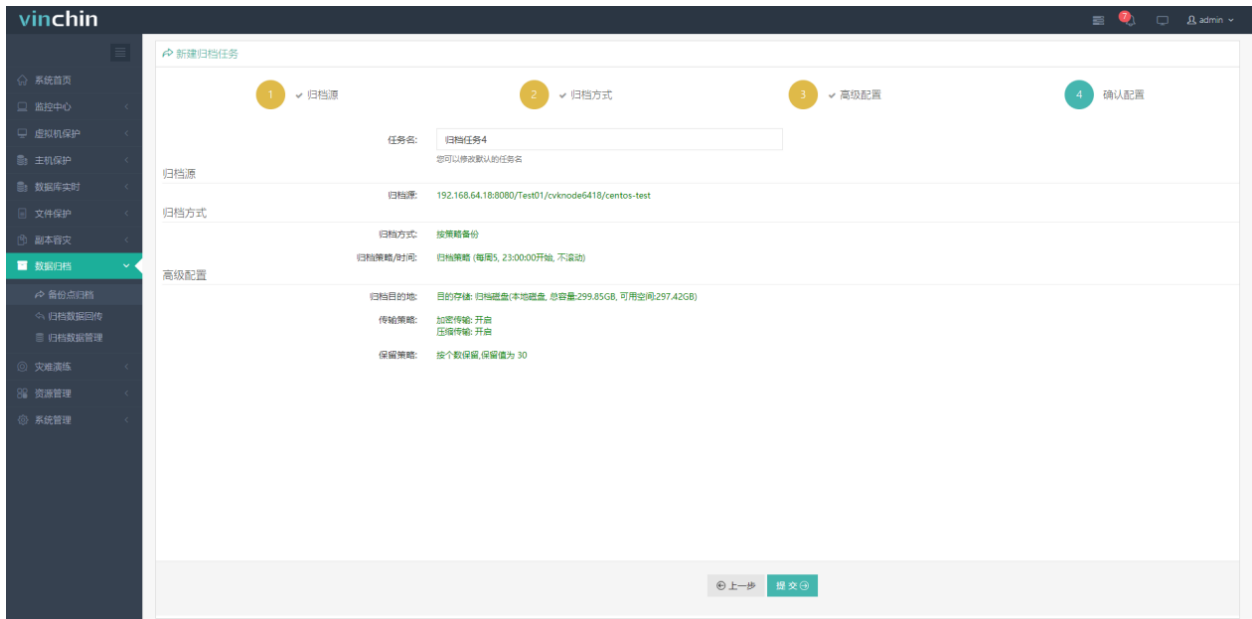 vinchin
7
admin
新建归档任务
系统首页
监控中心
虚拟机保护
主机保护
数据库实时
文件保护
副本容灾
数据归档
备份点归档
归档数据回传
归档数据管理
灾难演练
资源管理
系统管理
1 归档源
2 归档方式
3 高级配置
4 确认配置
任务名: 归档任务4
您可以修改默认的任务名
归档源
归档源: 192.168.64.18:8080/Test01/cvknode6418/centos-test
归档方式
归档方式: 按策略备份
归档策略/时间: 归档策略 (每周5, 23:00:00开始, 不滚动)
高级配置
归档目的地: 目的存储: 归档磁盘(本地磁盘, 总容量:299.85GB, 可用空间:297.42GB)
传输策略: 加密传输: 开启
压缩传输: 开启
保留策略: 按个数保留,保留值为 30
上一步 提交